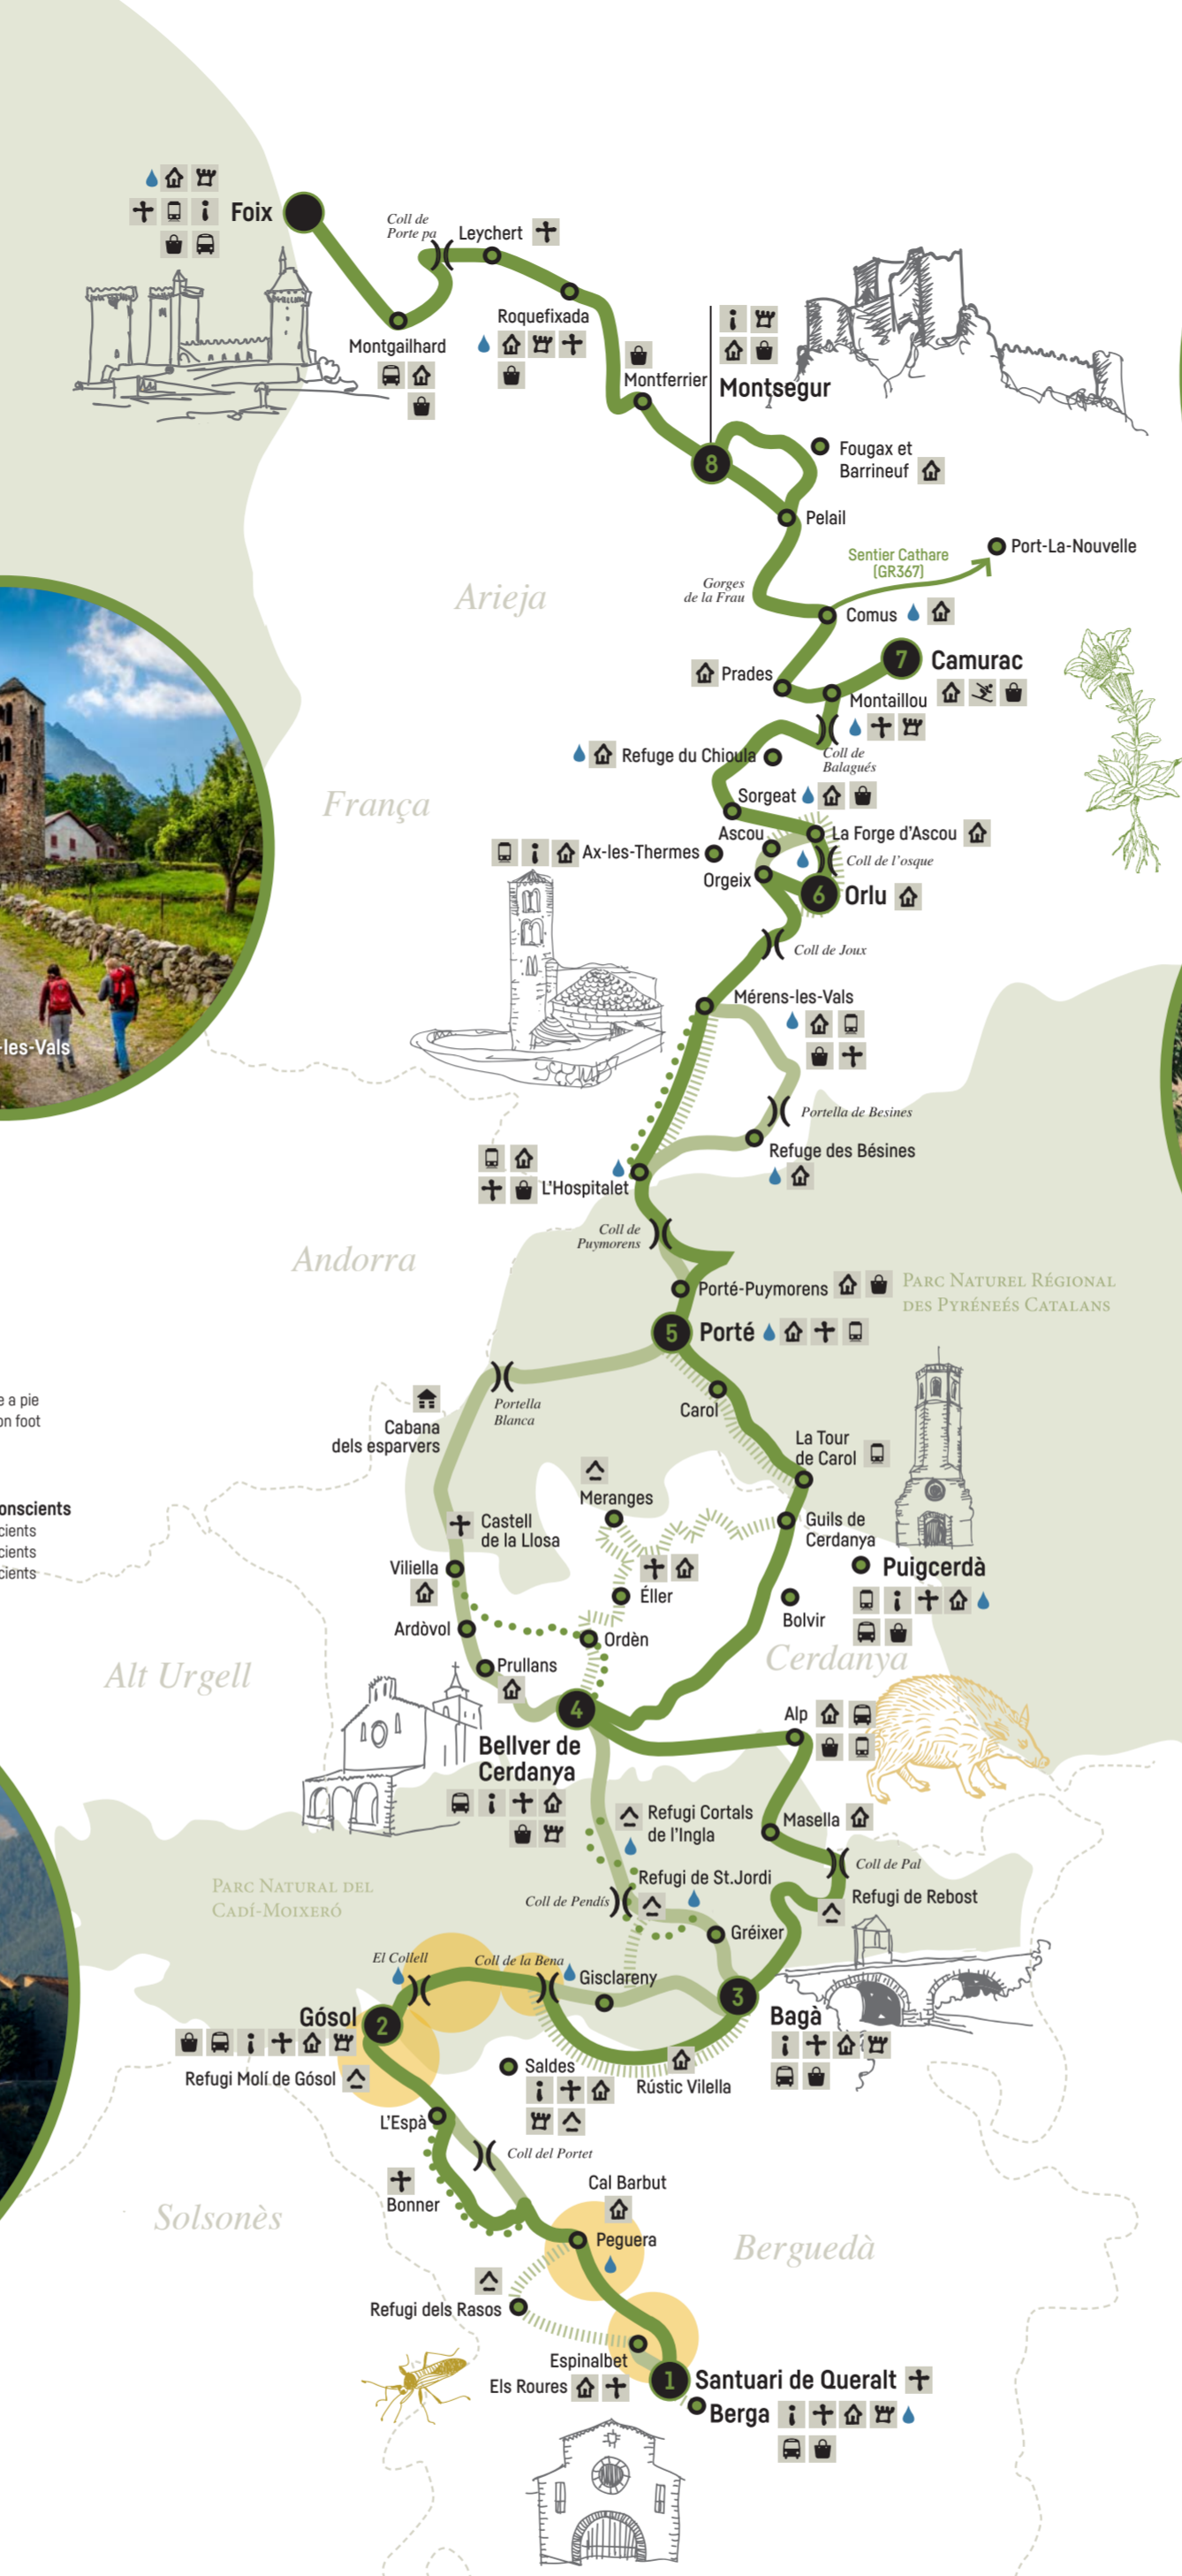 Foix
Coll de
Porte pa
Leychert
Roquefixada
Montgailhard
Montferrier
Montsegur
8
Fougax et
Barrineuf
Pelail
Port-La-Nouvelle
Sentier Cathare
(GR367)
Arieja
Gorges
de la Frau
Comus
7
Camurac
Prades
Montaillou
Refuge du Chioula
Coll de
Balagués
França
Sorgeat
Ascou
La Forge d'Ascou
Ax-les-Thermes
Coll de l'osque
Orgeix
6
Orlu
Coll de Joux
Mérens-les-Vals
-les-Vals
Portella de Besines
Refuge des Bésines
L'Hospitalet
Coll de
Puymorens
Andorra
Porté-Puymorens
Parc Naturel Régional
des Pyréneés Catalans
5
Porté
Portella
Blanca
Carol
e a pie
on foot
Cabana
dels esparvers
La Tour
de Carol
Meranges
onscients
cients
cients
cients
Castell
de la Llosa
Guils de
Cerdanya
Viliella
Puigcerdà
Éller
Bolvir
Ardòvol
Ordèn
Cerdanya
Prullans
Alt Urgell
4
Alp
Bellver de
Cerdanya
Refugi Cortals
de l'Ingla
Masella
Coll de Pal
Refugi de St.Jordi
Parc Natural del
Cadí-Moixeró
Coll de Pendís
Refugi de Rebost
Gréixer
El Collell
Coll de la Bena
Gisclareny
3
Bagà
Gósol
2
Saldes
Refugi Molí de Gósol
Rústic Vilella
L'Espà
Coll del Portet
Bonner
Cal Barbut
Solsonès
Peguera
Berguedà
Refugi dels Rasos
Espinalbet
Els Roures
1
Santuari de Queralt
Berga